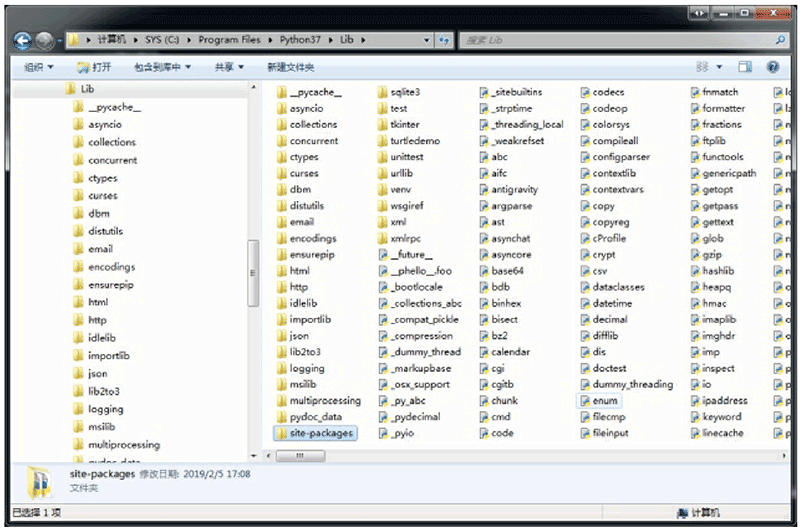 计算机 ▸ SYS (C:) ▸ Program Files ▸ Python37 ▸ Lib ▸
搜索 Lib
组织 打开 包含到库中 共享 新建文件夹
Lib
__pycache__
asyncio
collections
concurrent
ctypes
curses
dbm
distutils
email
encodings
ensurepip
html
http
idlelib
importlib
json
lib2to3
logging
msilib
multiprocessing
pydoc_data
__pycache__
asyncio
collections
concurrent
ctypes
curses
dbm
distutils
email
encodings
ensurepip
html
http
idlelib
importlib
json
lib2to3
logging
msilib
multiprocessing
pydoc_data
site-packages
sqlite3
test
tkinter
turtledemo
unittest
urllib
venv
wsgiref
xml
xmlrpc
__future__
__phello__.foo
_bootlocale
_collections_abc
_compat_pickle
_compression
_dummy_thread
_markupbase
_osx_support
_py_abc
_pydecimal
_pyio
_sitebuiltins
_strptime
_threading_local
_weakrefset
abc
aifc
antigravity
argparse
ast
asynchat
asyncore
base64
bdb
binhex
bisect
bz2
calendar
cgi
cgitb
chunk
cmd
code
codecs
codeop
colorsys
compileall
configparser
contextlib
contextvars
copy
copyreg
cProfile
crypt
csv
dataclasses
datetime
decimal
difflib
dis
doctest
dummy_threading
enum
filecmp
fileinput
fnmatch
formatter
fractions
ftplib
functools
genericpath
getopt
getpass
gettext
glob
gzip
hashlib
heapq
hmac
imaplib
imghdr
imp
inspect
io
ipaddress
keyword
linecache
site-packages 修改日期: 2019/2/5 17:08
文件夹
已选择 1 项
计算机